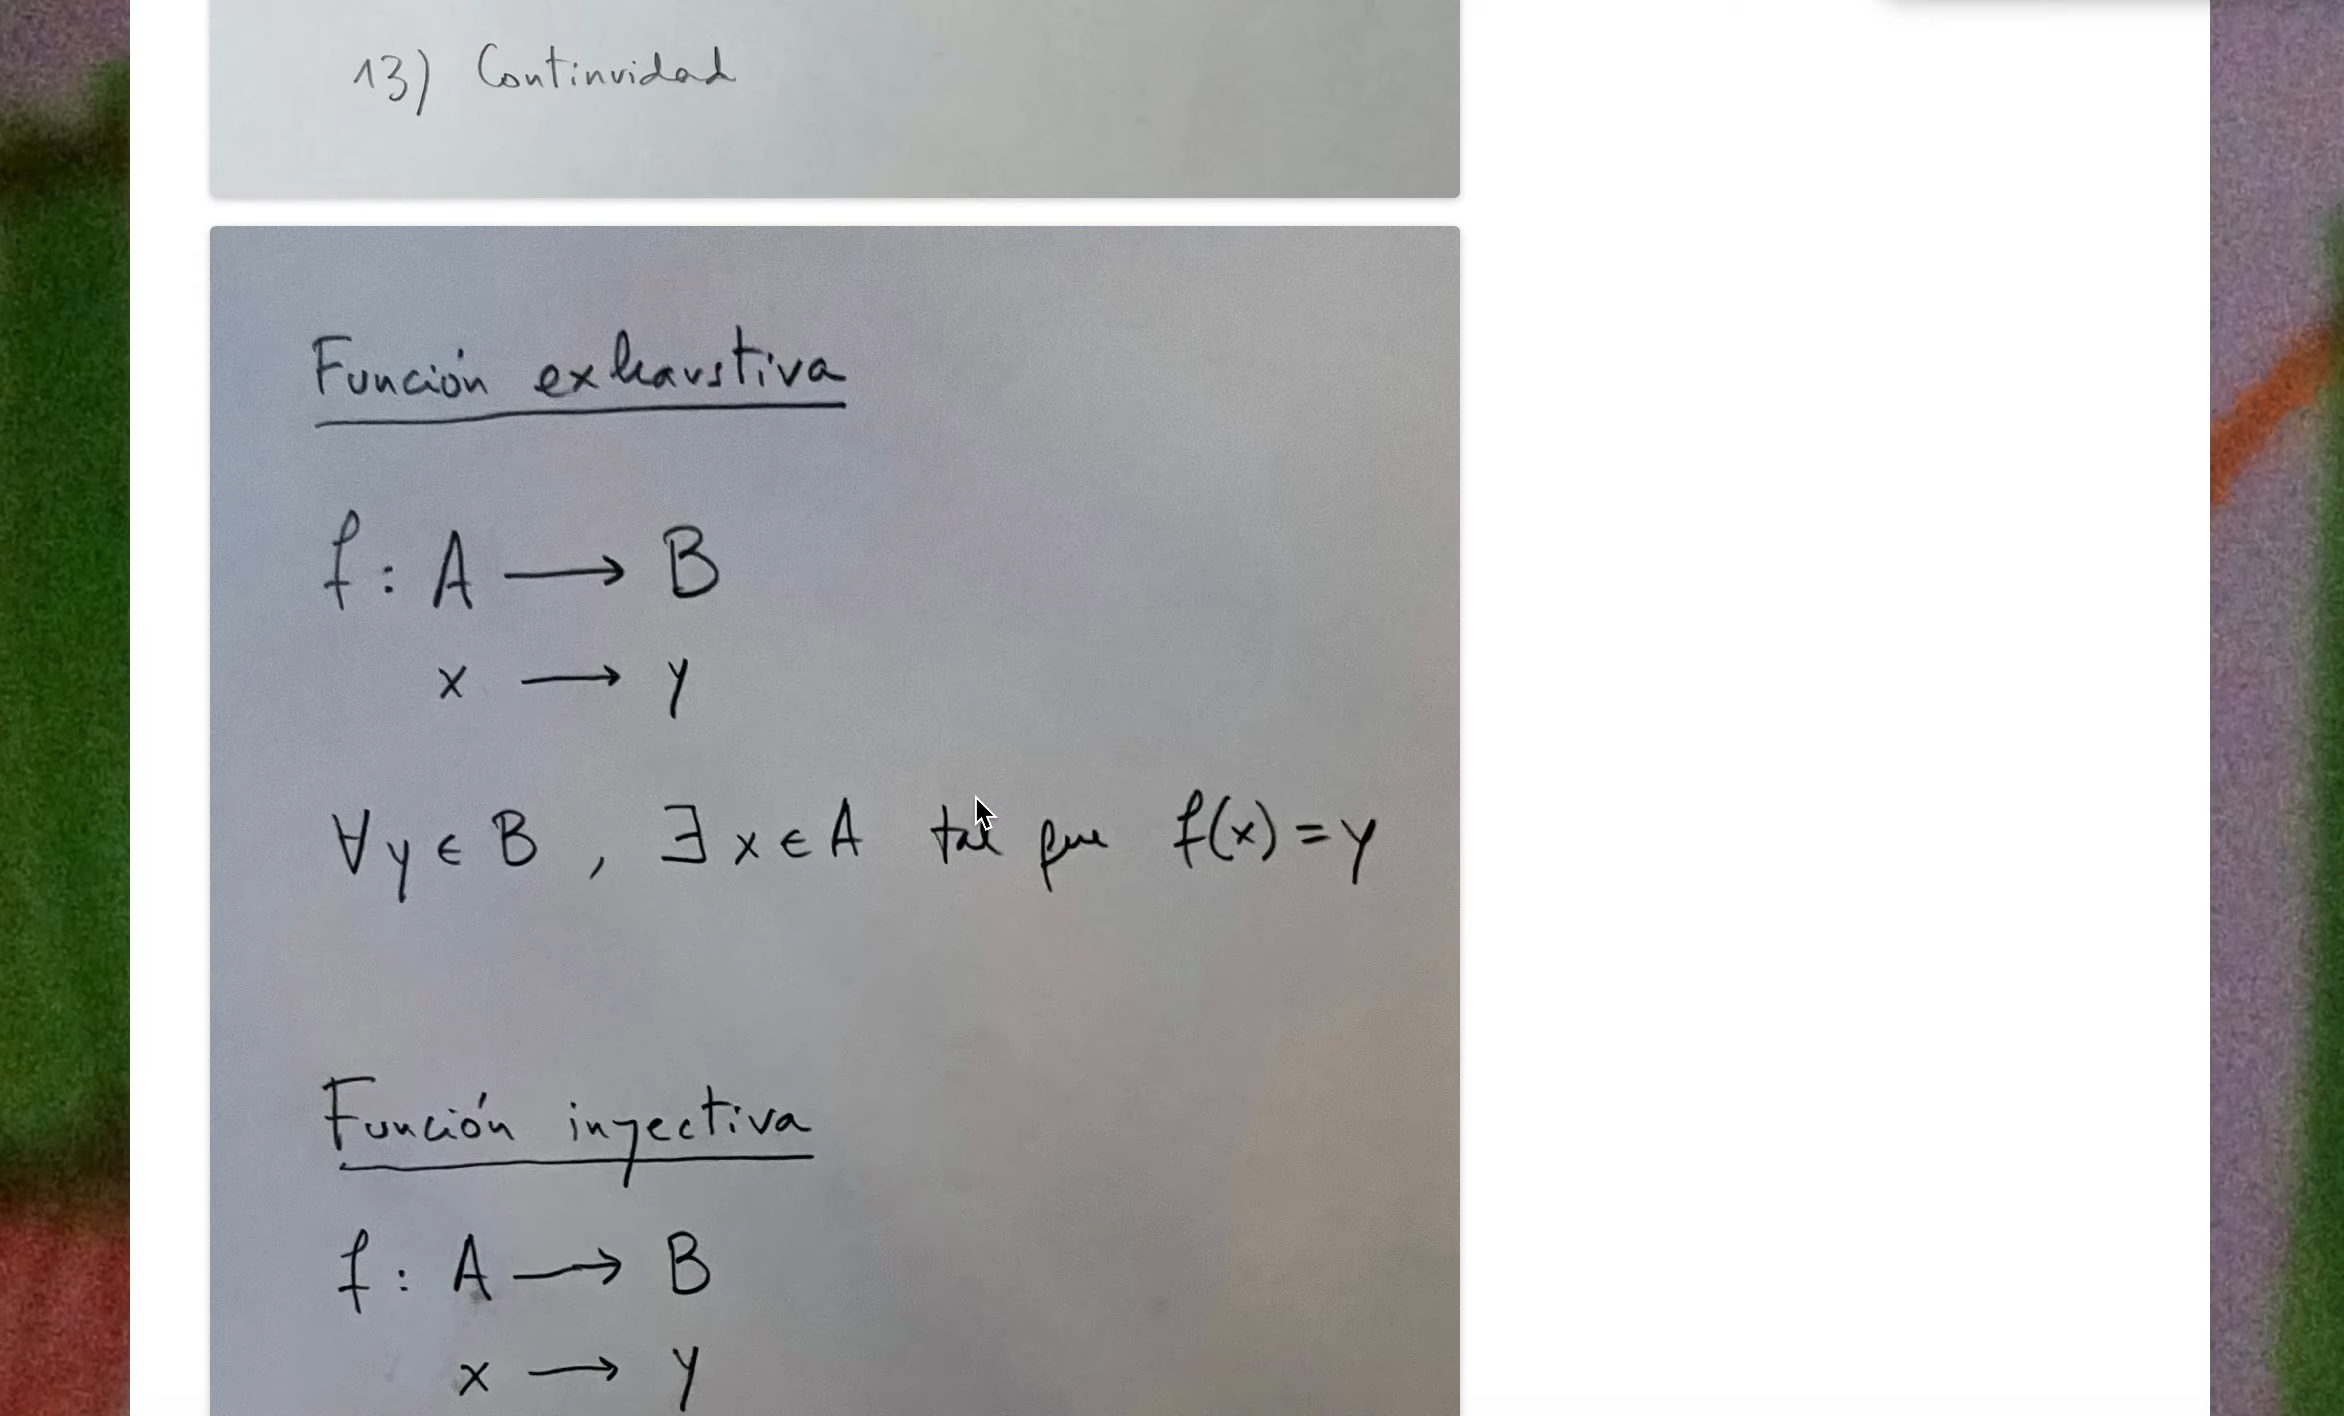 13) Continuidad
Función exhaustiva
f : A ⟶ B
x ⟶ y
∀y ∈ B , ∃ x ∈ A tal que f(x) = y
Función inyectiva
f : A ⟶ B
x ⟶ y